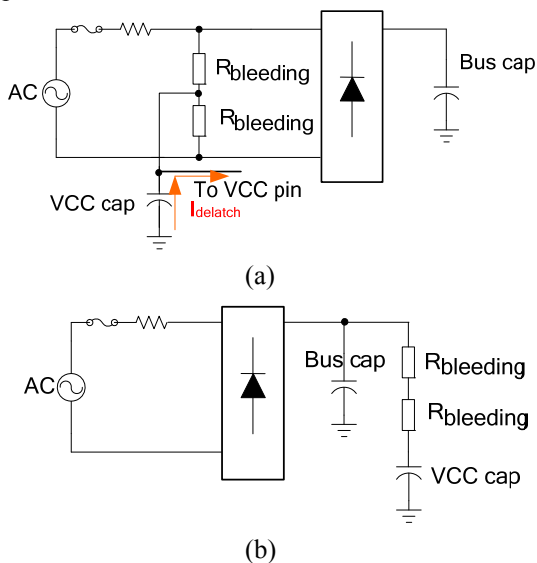 AC
Rbleeding
Rbleeding
Bus cap
VCC cap
To VCC pin
Idelatch
(a)
AC
Bus cap
Rbleeding
Rbleeding
VCC cap
(b)